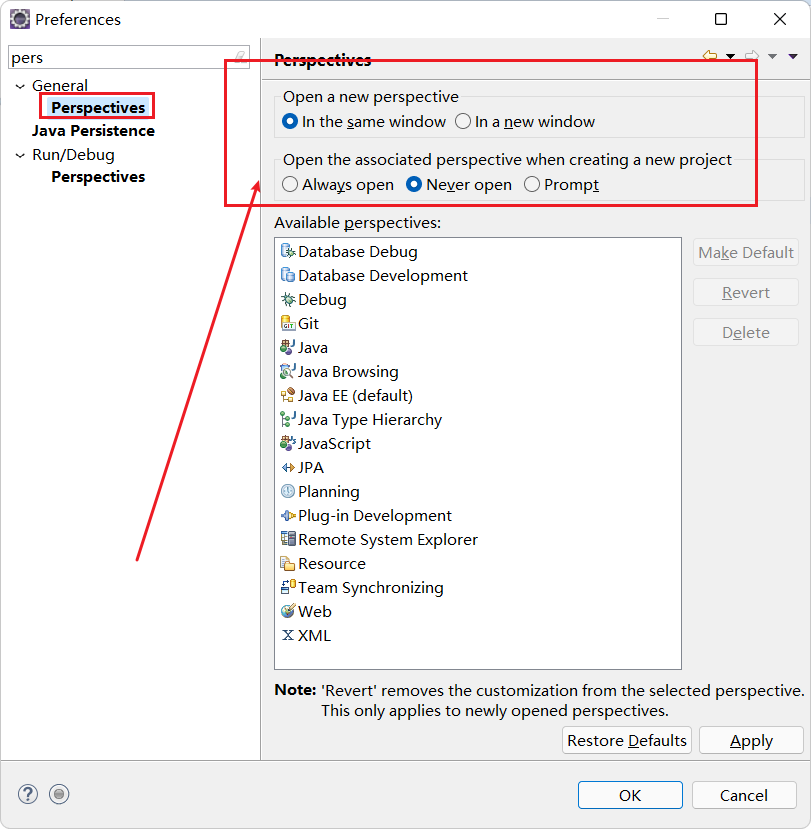 Preferences
pers
General
Perspectives
Java Persistence
Run/Debug
Perspectives
Perspectives
Open a new perspective
In the same window In a new window
Open the associated perspective when creating a new project
Always open Never open Prompt
Available perspectives:
Database Debug
Database Development
Debug
Git
Java
Java Browsing
Java EE (default)
Java Type Hierarchy
JavaScript
JPA
Planning
Plug-in Development
Remote System Explorer
Resource
Team Synchronizing
Web
XML
Make Default
Revert
Delete
Note: 'Revert' removes the customization from the selected perspective.
This only applies to newly opened perspectives.
Restore Defaults Apply
OK Cancel